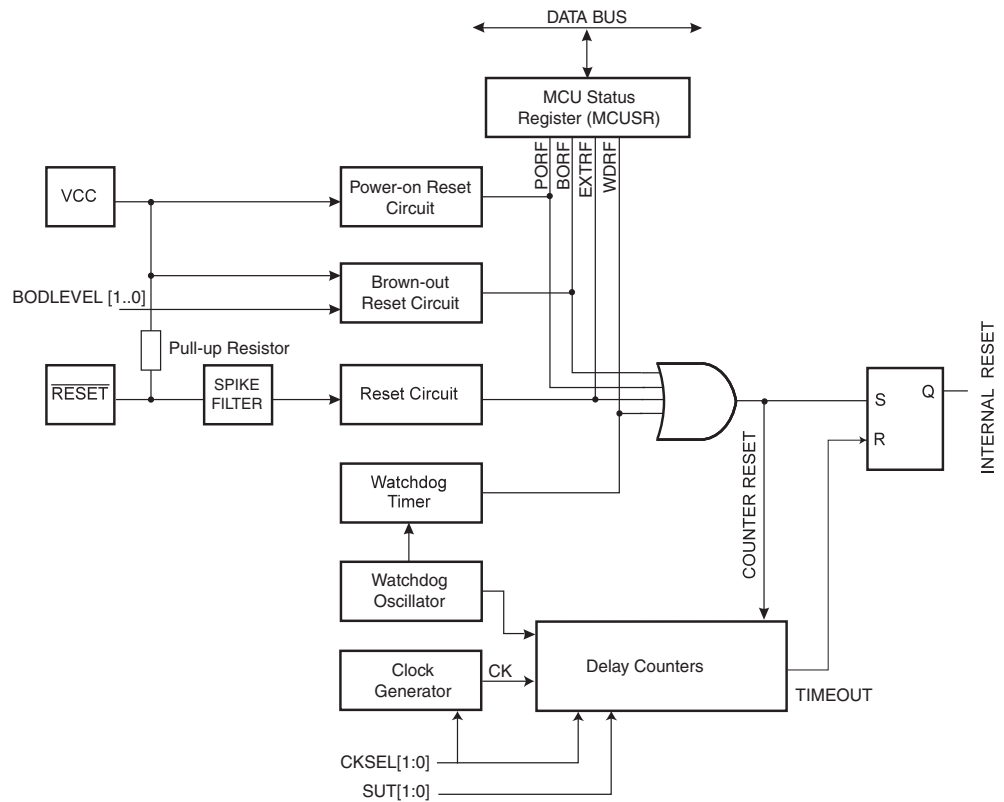 DATA BUS
MCU Status
Register (MCUSR)
PORF
BORF
EXTRF
WDRF
VCC
Power-on Reset
Circuit
Brown-out
Reset Circuit
BODLEVEL [1..0]
Pull-up Resistor
RESET
SPIKE
FILTER
Reset Circuit
S
Q
R
INTERNAL RESET
COUNTER RESET
Watchdog
Timer
Watchdog
Oscillator
Clock
Generator
CK
Delay Counters
TIMEOUT
CKSEL[1:0]
SUT[1:0]